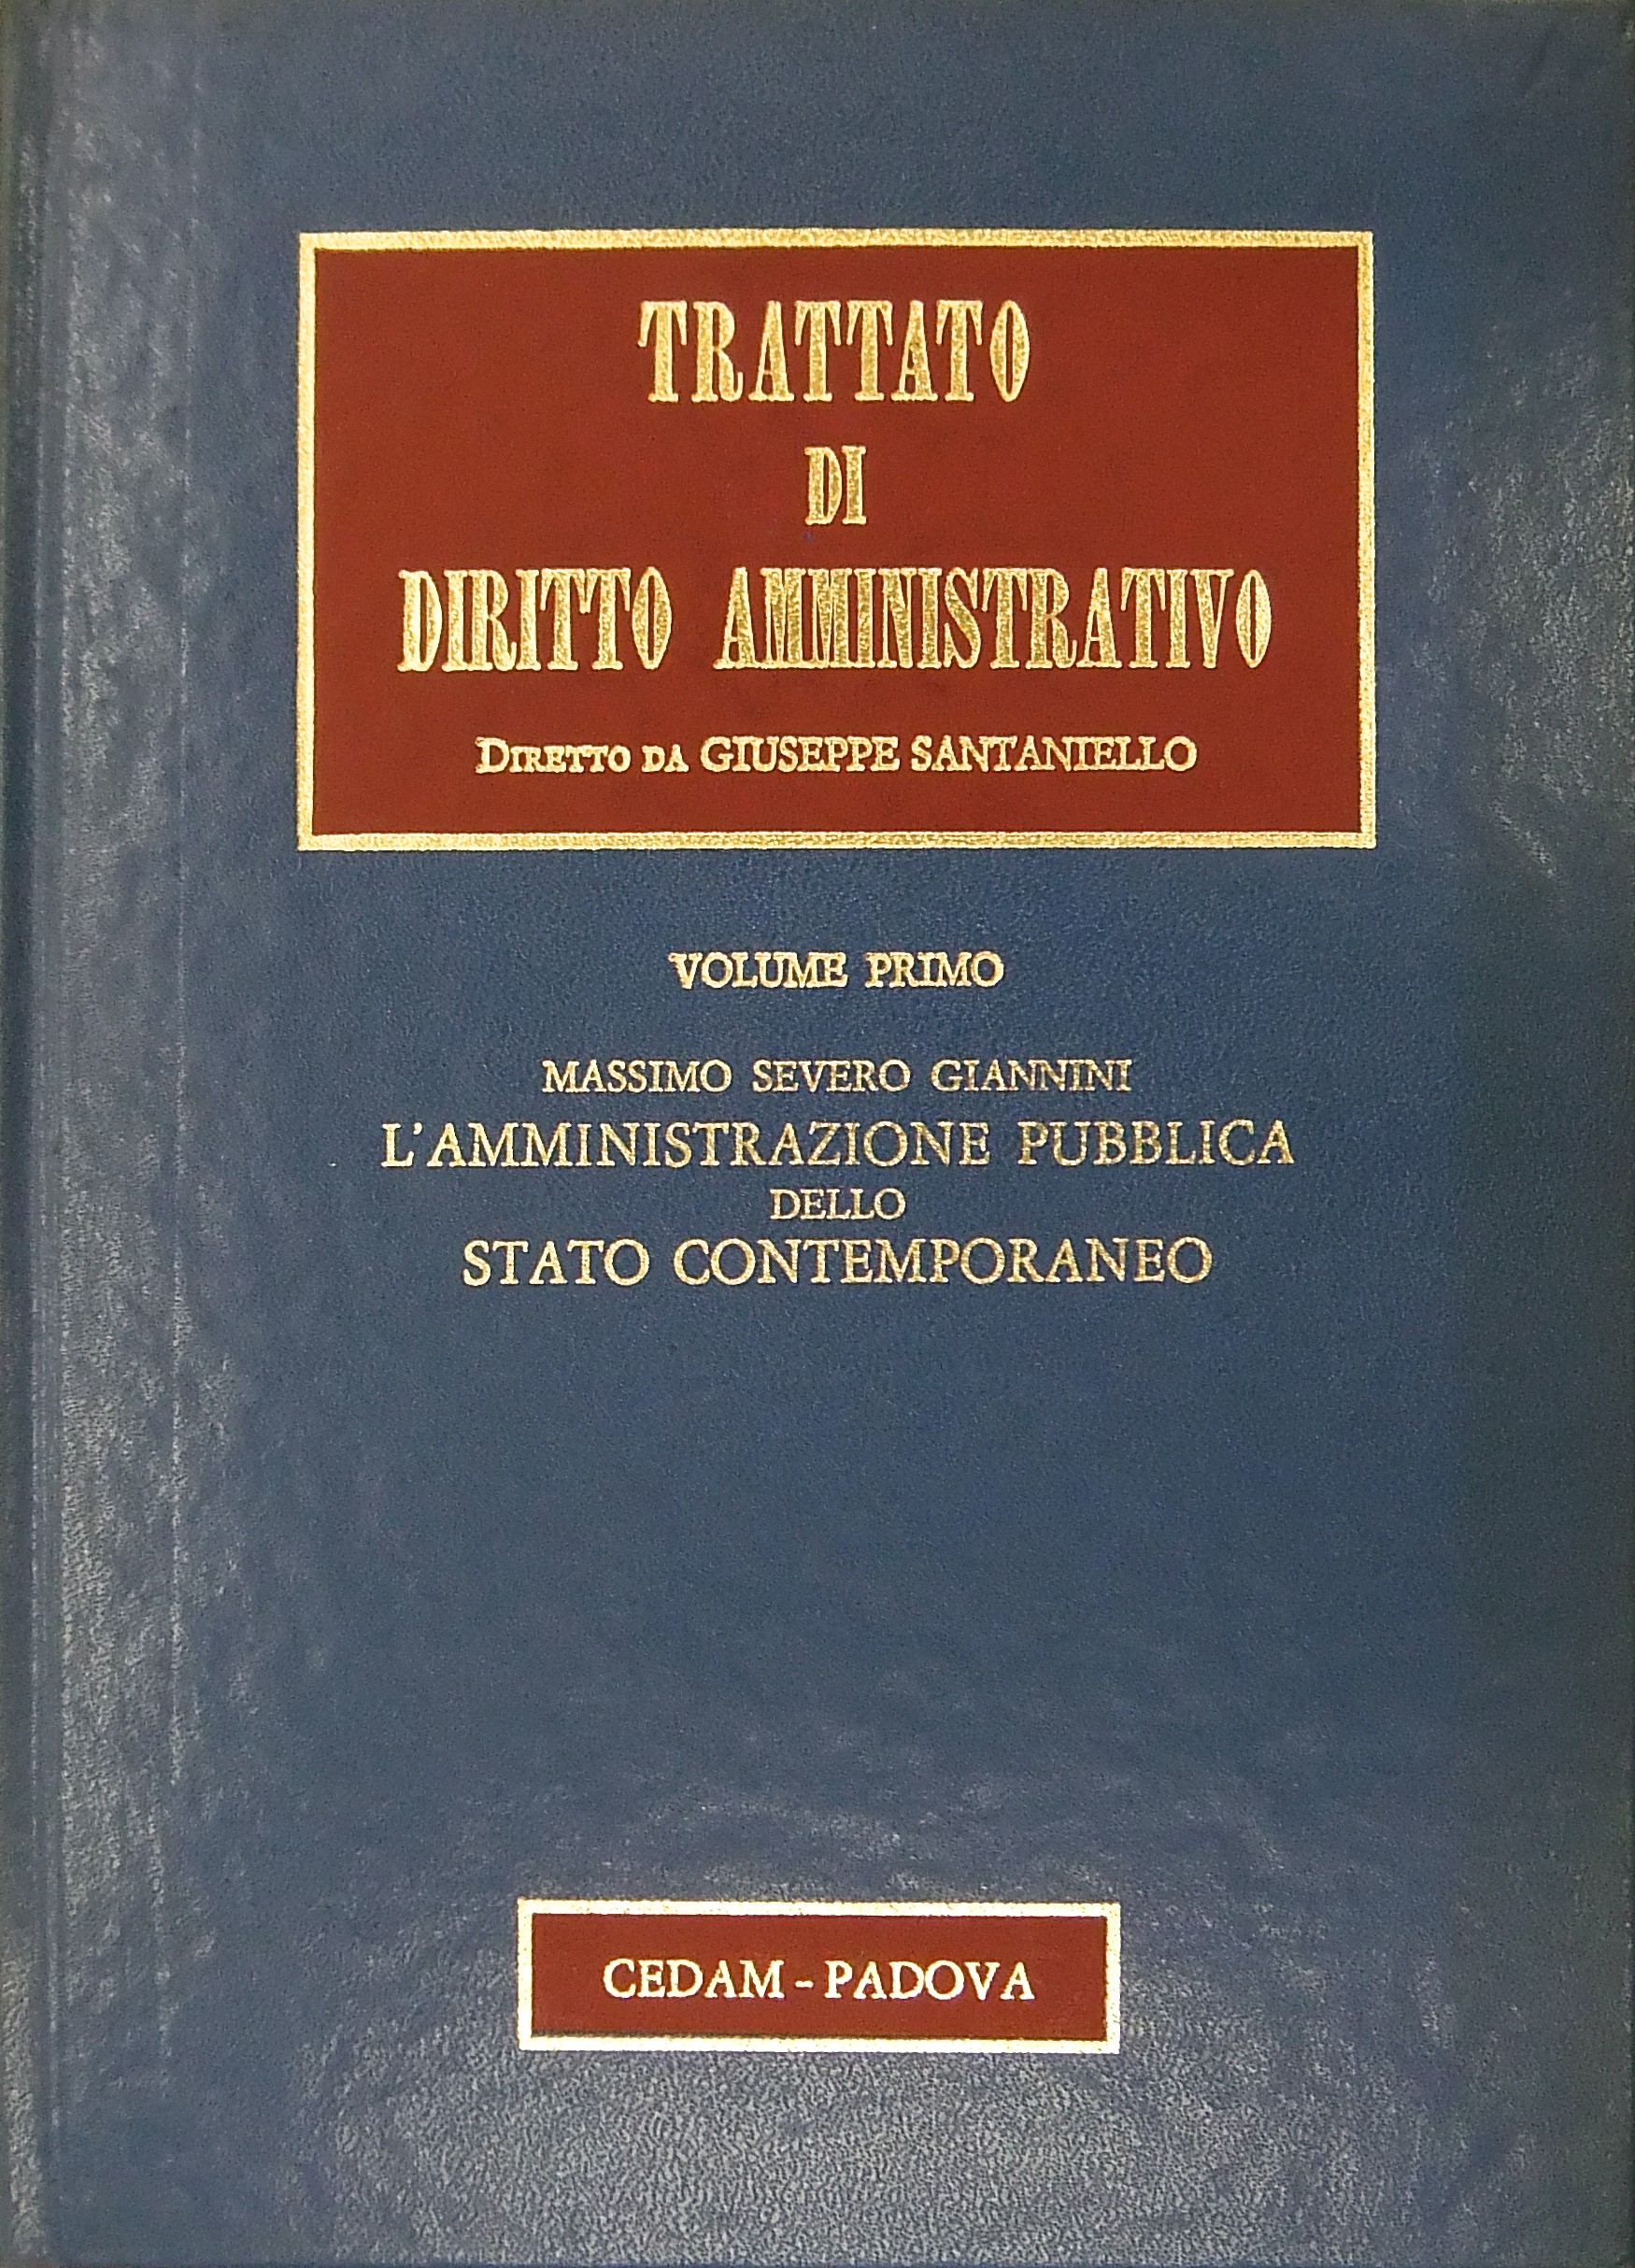 TRATTATO
DI
DIRITTO AMMINISTRATIVO
DIRETTO DA GIUSEPPE SANTANIELLO
VOLUME PRIMO
MASSIMO SEVERO GIANNINI
L'AMMINISTRAZIONE PUBBLICA
DELLO
STATO CONTEMPORANEO
CEDAM - PADOVA